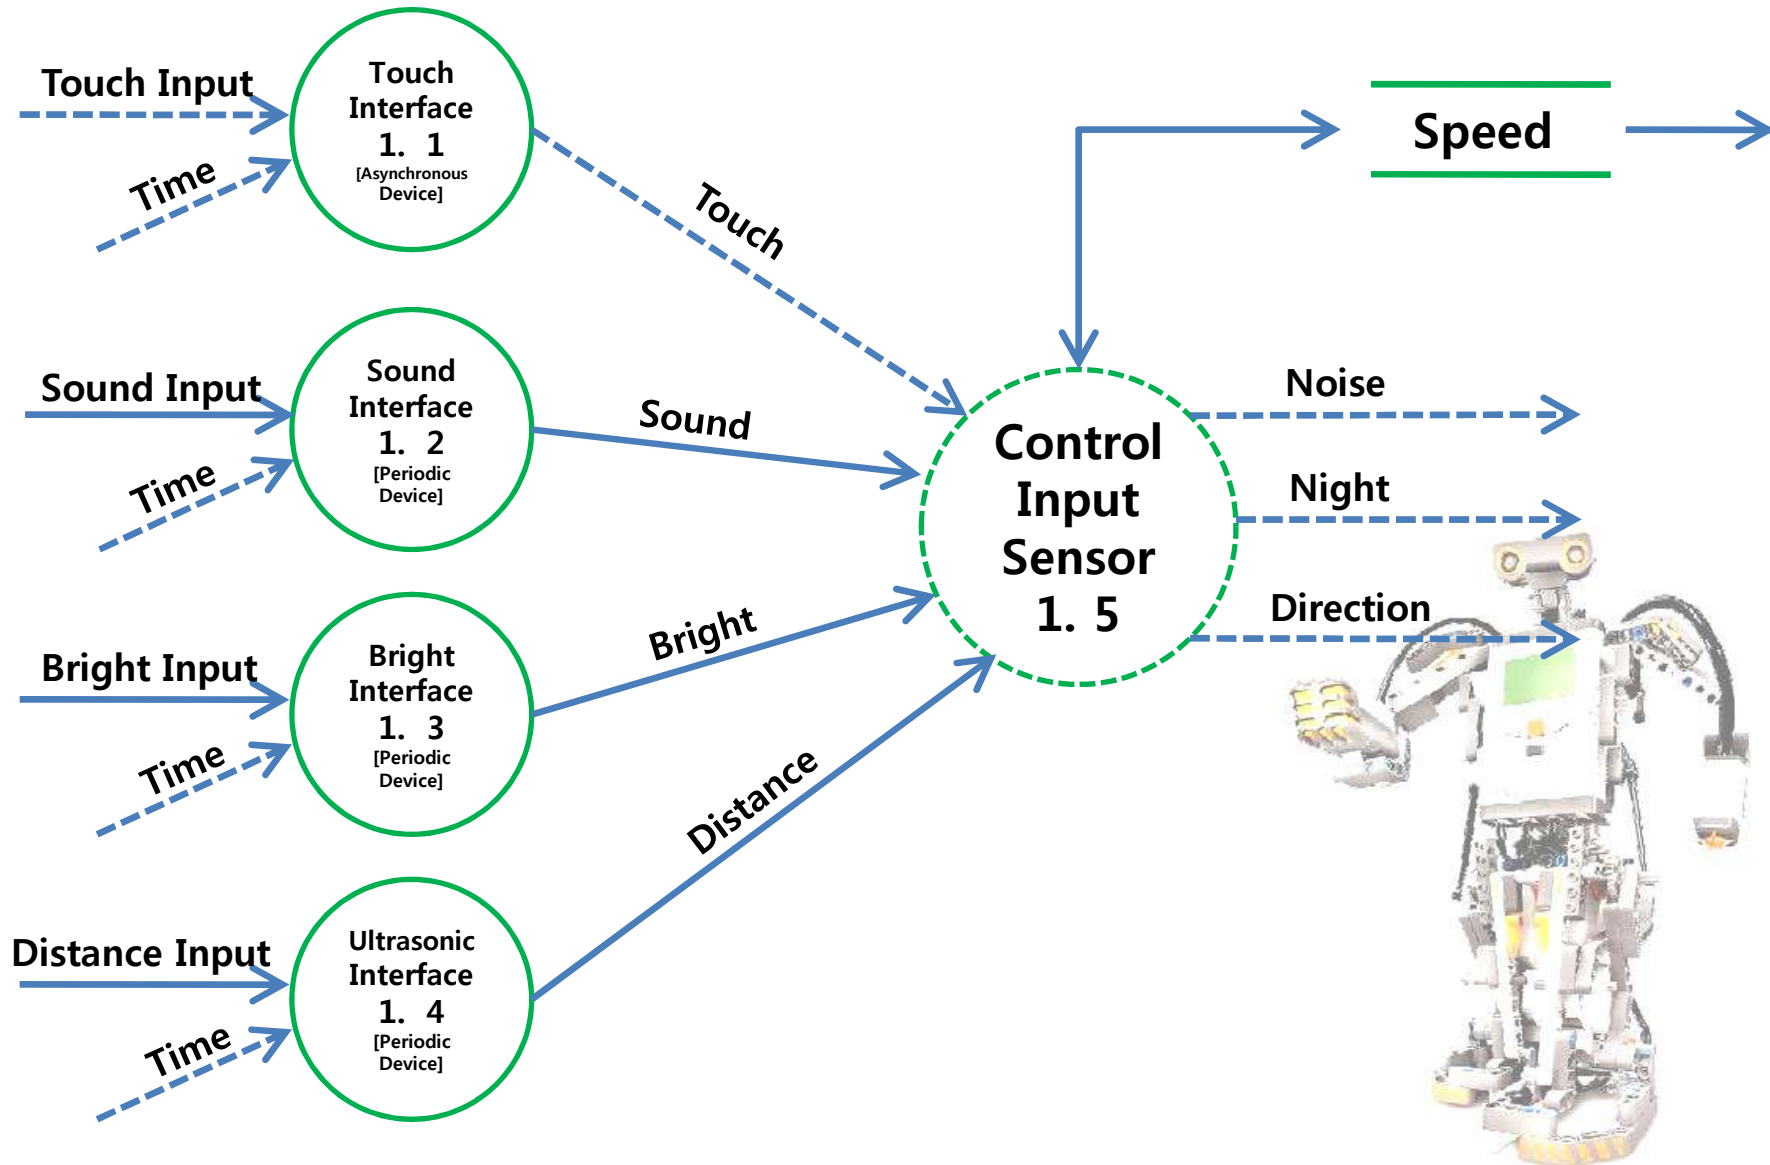 Touch Input
Time
Touch
Interface
1. 1
[Asynchronous
Device]
Touch
Speed
Sound Input
Time
Sound
Interface
1. 2
[Periodic
Device]
Sound
Control
Input
Sensor
1. 5
Noise
Night
Direction
Bright Input
Time
Bright
Interface
1. 3
[Periodic
Device]
Bright
Distance Input
Time
Ultrasonic
Interface
1. 4
[Periodic
Device]
Distance